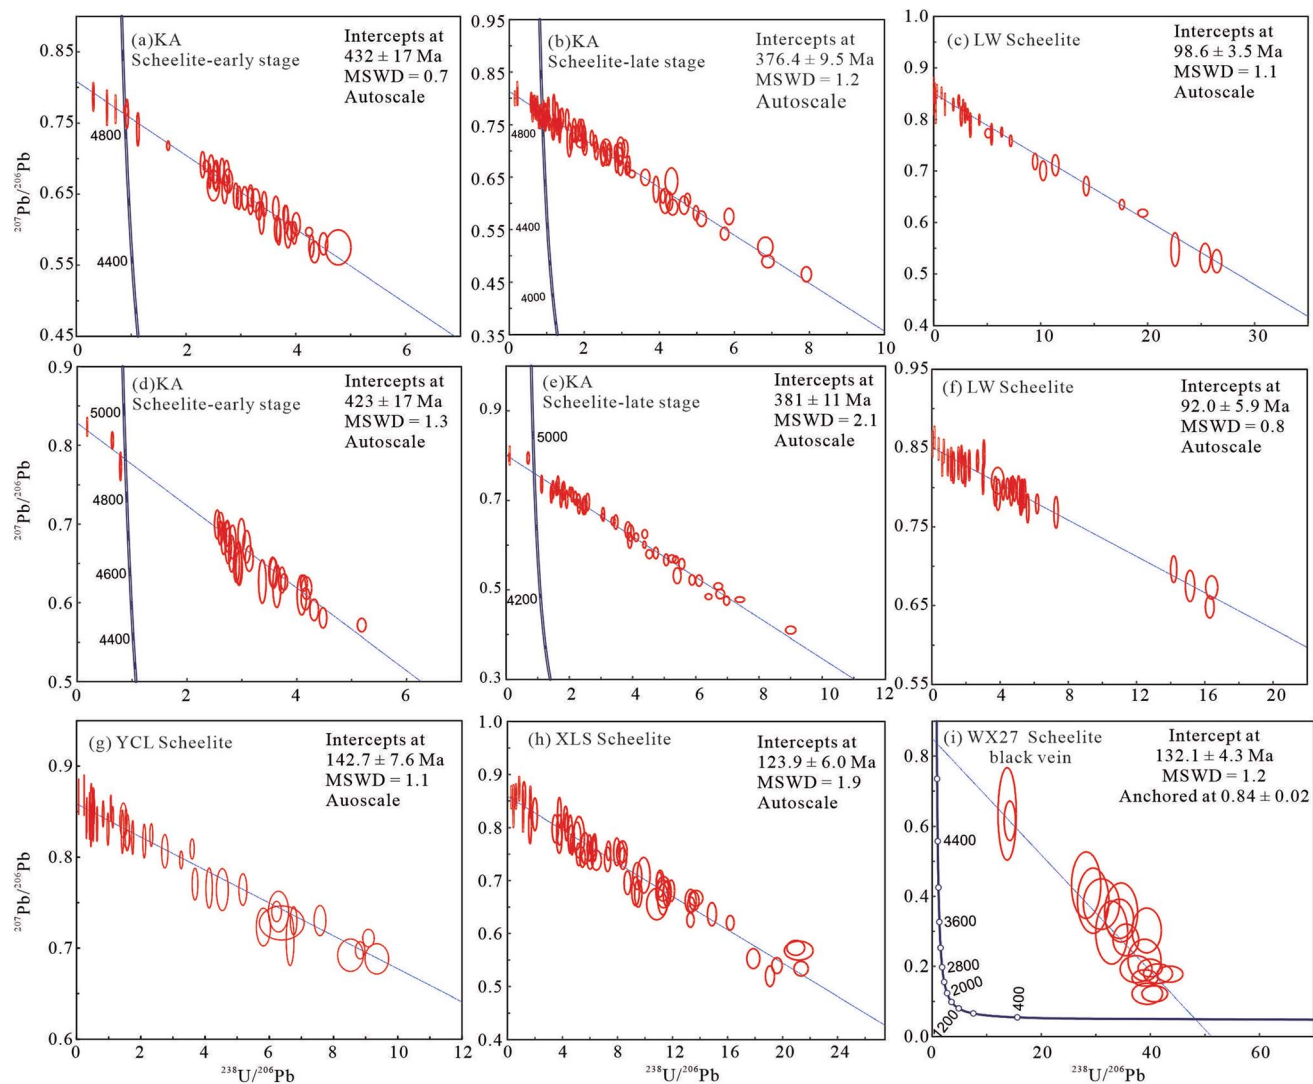 (a)KA
Scheelite-early stage
Intercepts at
432 ± 17 Ma
MSWD = 0.7
Autoscale
4800
4400
0.85
0.75
0.65
0.55
0.45
0
2
4
6
²⁰⁷Pb/²⁰⁶Pb
(b)KA
Scheelite-late stage
Intercepts at
376.4 ± 9.5 Ma
MSWD = 1.2
Autoscale
4800
4400
4000
0.95
0.85
0.75
0.65
0.55
0.45
0.35
0
2
4
6
8
10
(c) LW Scheelite
Intercepts at
98.6 ± 3.5 Ma
MSWD = 1.1
Autoscale
1.0
0.9
0.8
0.7
0.6
0.5
0.4
0
10
20
30
(d)KA
Scheelite-early stage
Intercepts at
423 ± 17 Ma
MSWD = 1.3
Autoscale
5000
4800
4600
4400
0.9
0.8
0.7
0.6
0.5
0
2
4
6
²⁰⁷Pb/²⁰⁶Pb
(e)KA
Scheelite-late stage
Intercepts at
381 ± 11 Ma
MSWD = 2.1
Autoscale
5000
4200
0.9
0.7
0.5
0.3
0
2
4
6
8
10
12
(f) LW Scheelite
Intercepts at
92.0 ± 5.9 Ma
MSWD = 0.8
Autoscale
0.95
0.85
0.75
0.65
0.55
0
4
8
12
16
20
(g) YCL Scheelite
Intercepts at
142.7 ± 7.6 Ma
MSWD = 1.1
Auoscale
0.9
0.8
0.7
0.6
0
2
4
6
8
10
12
²⁰⁷Pb/²⁰⁶Pb
²³⁸U/²⁰⁶Pb
(h) XLS Scheelite
Intercepts at
123.9 ± 6.0 Ma
MSWD = 1.9
Autoscale
1.0
0.9
0.8
0.7
0.6
0.5
0.4
0
4
8
12
16
20
24
²³⁸U/²⁰⁶Pb
(i) WX27 Scheelite
black vein
Intercept at
132.1 ± 4.3 Ma
MSWD = 1.2
Anchored at 0.84 ± 0.02
4400
3600
2800
2000
1200
400
0.8
0.6
0.4
0.2
0.0
0
20
40
60
²³⁸U/²⁰⁶Pb